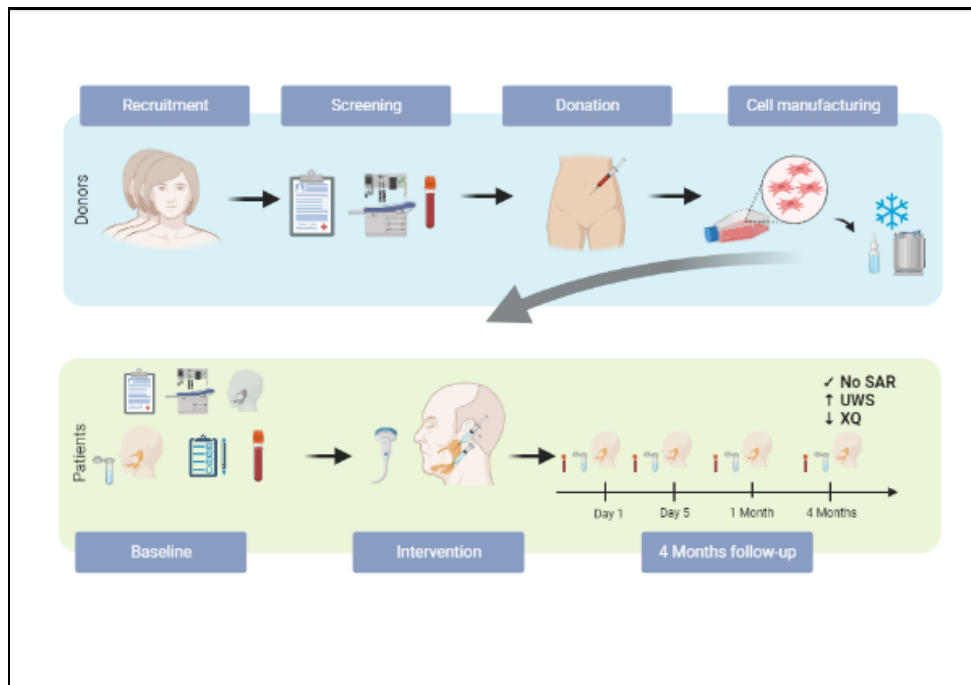 Recruitment
Screening
Donation
Cell manufacturing
Donors
Patients
✓ No SAR
↑ UWS
↓ XQ
Day 1
Day 5
1 Month
4 Months
Baseline
Intervention
4 Months follow-up